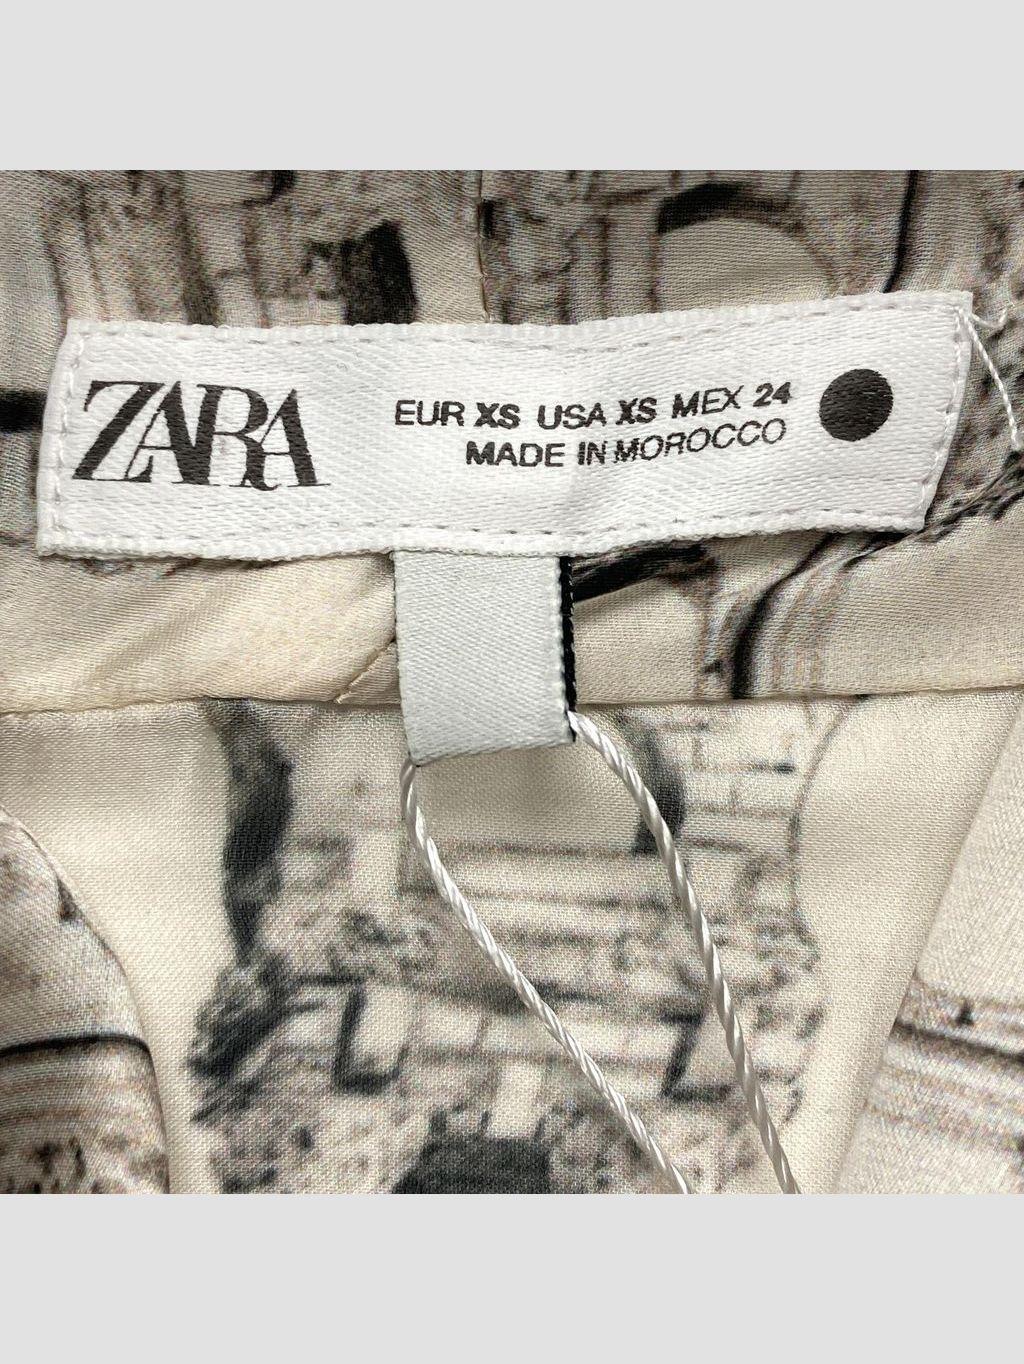 ZARA
EUR XS USA XS MEX 24
MADE IN MOROCCO